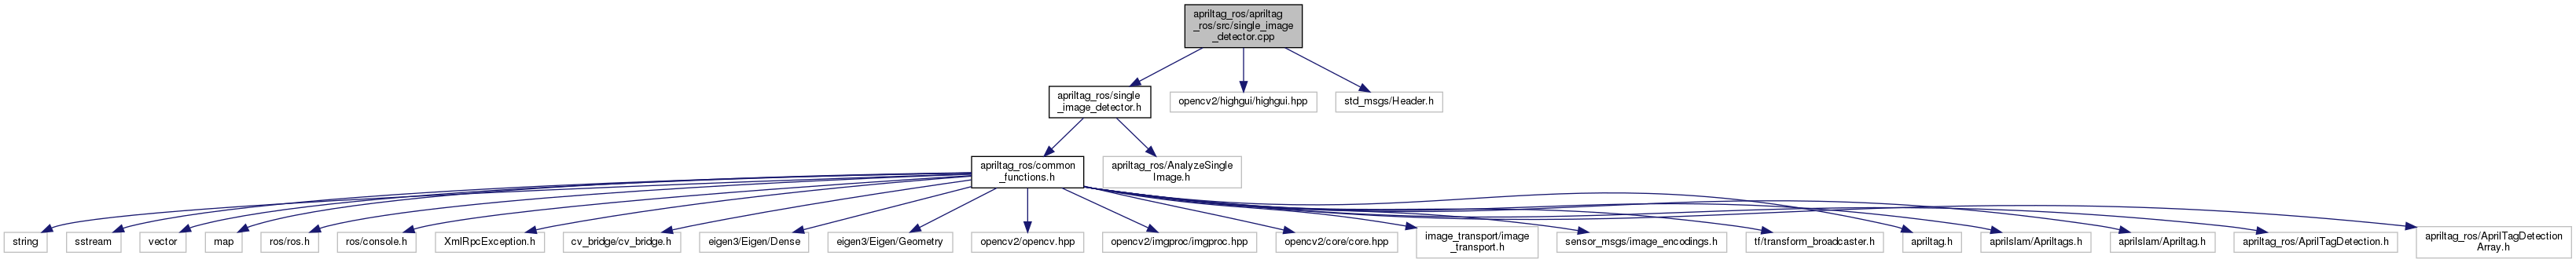 apriltag_ros/apriltag
_ros/src/single_image
_detector.cpp
apriltag_ros/single
_image_detector.h
opencv2/highgui/highgui.hpp
std_msgs/Header.h
apriltag_ros/common
_functions.h
apriltag_ros/AnalyzeSingle
Image.h
string
sstream
vector
map
ros/ros.h
ros/console.h
XmlRpcException.h
cv_bridge/cv_bridge.h
eigen3/Eigen/Dense
eigen3/Eigen/Geometry
opencv2/opencv.hpp
opencv2/imgproc/imgproc.hpp
opencv2/core/core.hpp
image_transport/image
_transport.h
sensor_msgs/image_encodings.h
tf/transform_broadcaster.h
apriltag.h
aprilslam/Apriltags.h
aprilslam/Apriltag.h
apriltag_ros/AprilTagDetection.h
apriltag_ros/AprilTagDetection
Array.h